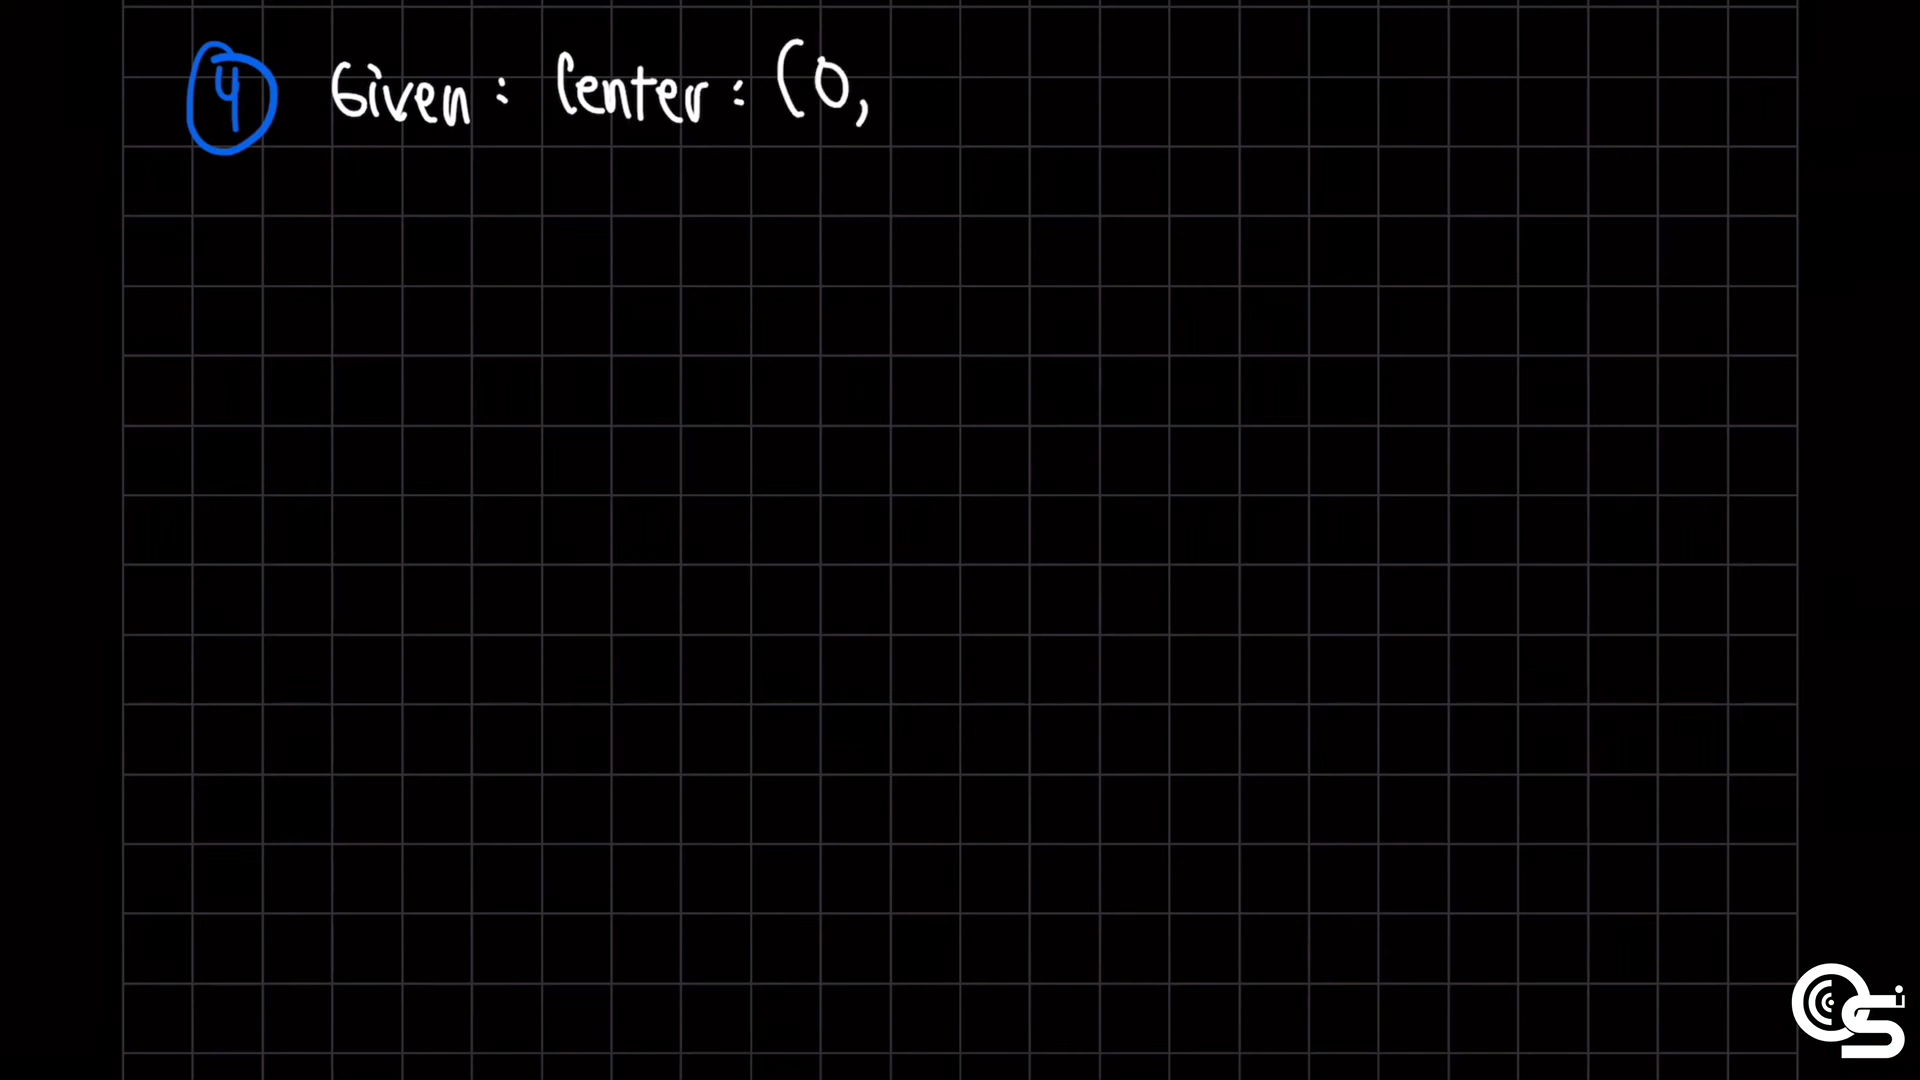 4 Given : Center : (0,